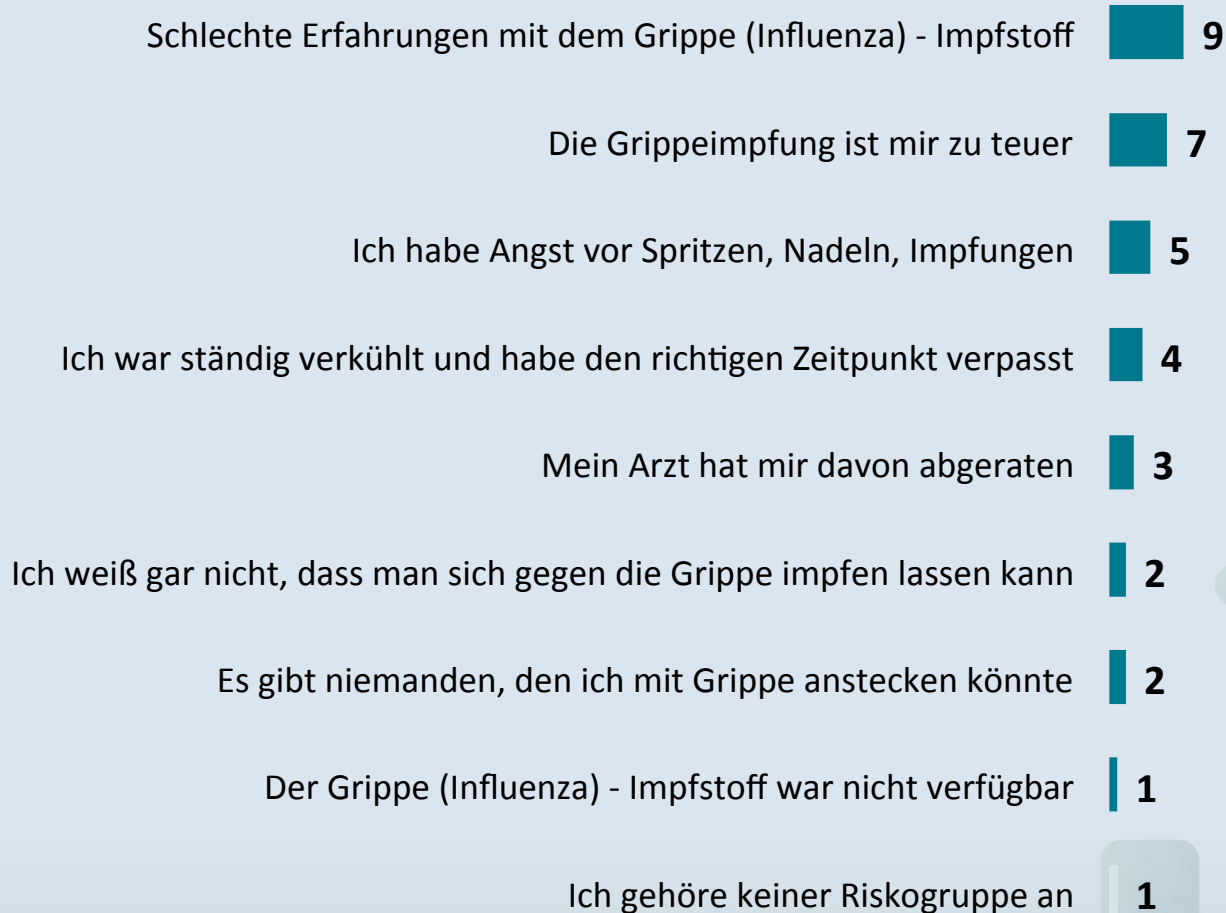 Schlechte Erfahrungen mit dem Grippe (Influenza) - Impfstoff 9
Die Grippeimpfung ist mir zu teuer 7
Ich habe Angst vor Spritzen, Nadeln, Impfungen 5
Ich war ständig verkühlt und habe den richtigen Zeitpunkt verpasst 4
Mein Arzt hat mir davon abgeraten 3
Ich weiß gar nicht, dass man sich gegen die Grippe impfen lassen kann 2
Es gibt niemanden, den ich mit Grippe anstecken könnte 2
Der Grippe (Influenza) - Impfstoff war nicht verfügbar 1
Ich gehöre keiner Riskogruppe an 1